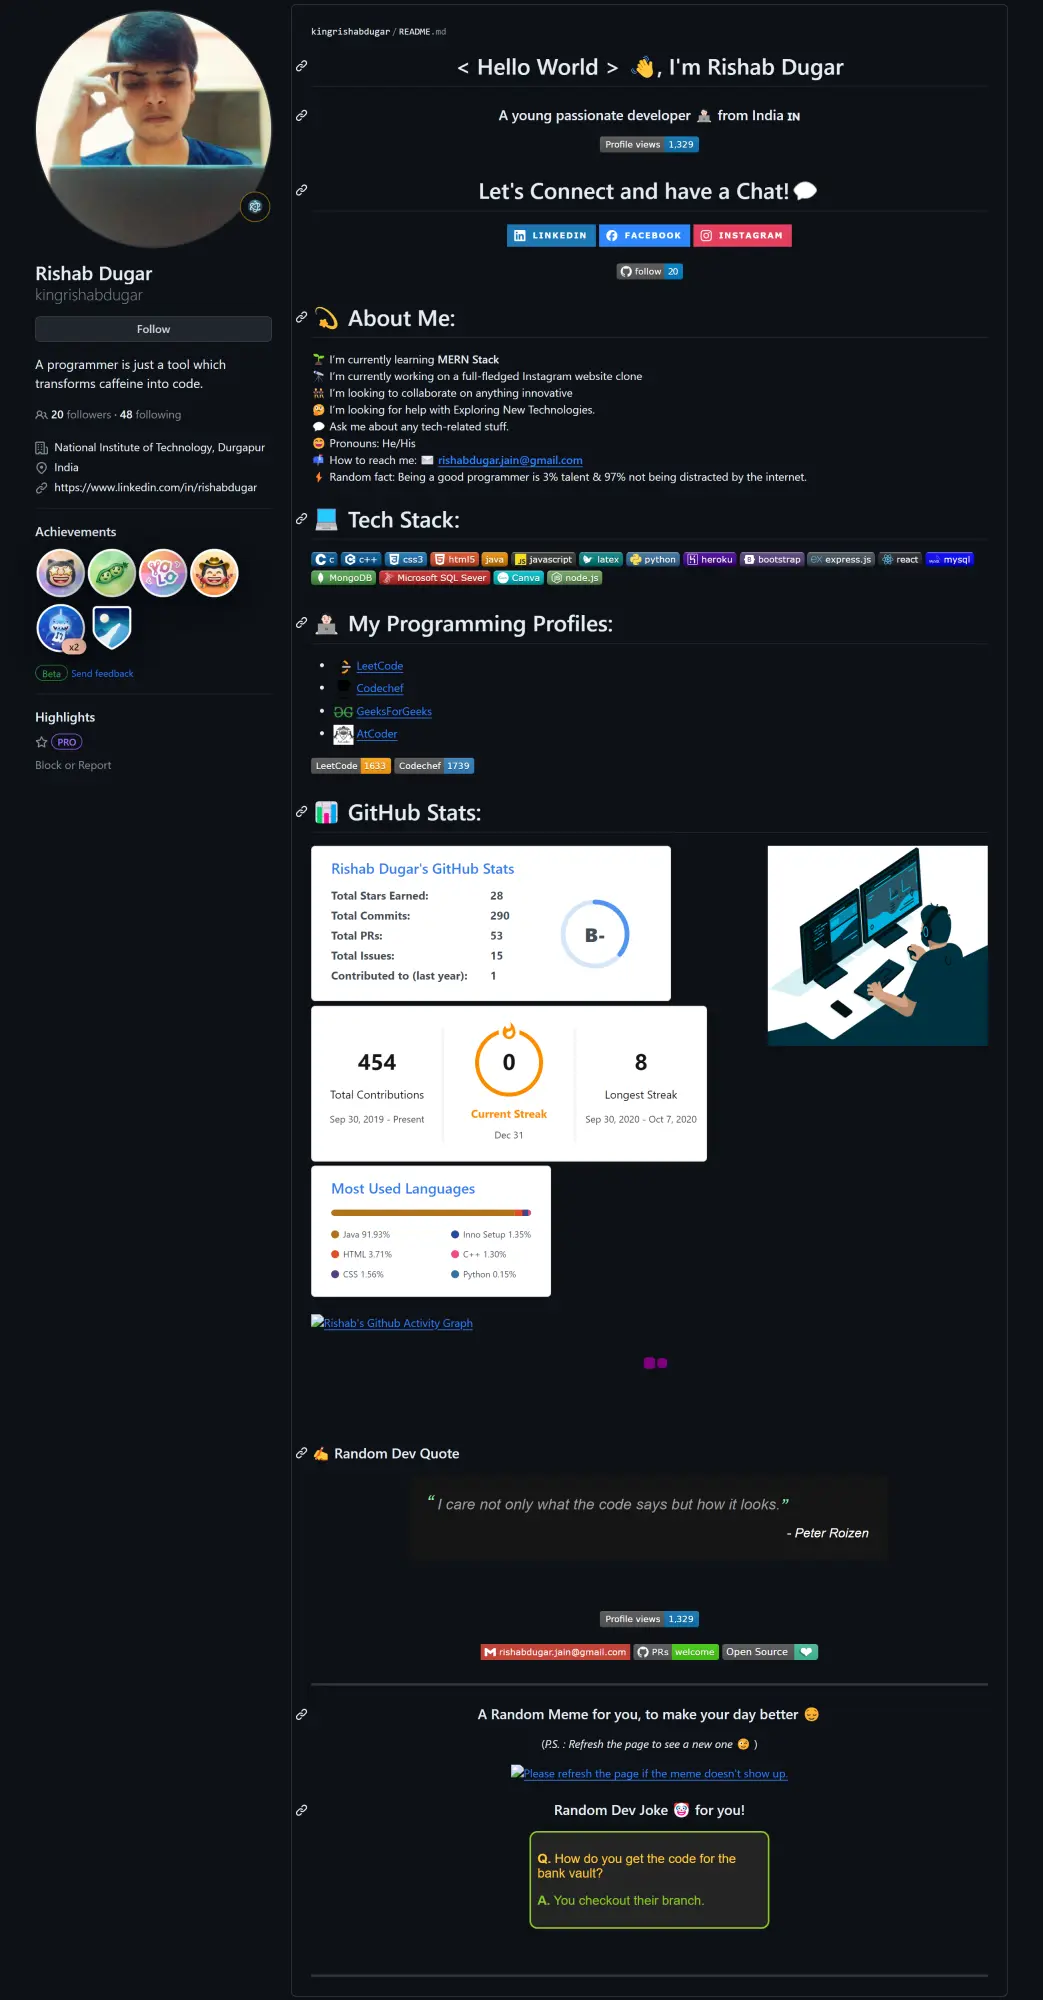 Rishab Dugar
kingrishabdugar
Follow
A programmer is just a tool which
transforms caffeine into code.
20 followers · 48 following
National Institute of Technology, Durgapur
India
https://www.linkedin.com/in/rishabdugar
Achievements
YOLO
x2
Beta Send feedback
Highlights
PRO
Block or Report
kingrishabdugar / README.md
< Hello World > 👋, I'm Rishab Dugar
A young passionate developer 👨🏻‍💻 from India IN
Profile views 1,329
Let's Connect and have a Chat!💬
LINKEDIN FACEBOOK INSTAGRAM
follow 20
💫 About Me:
🌱 I'm currently learning MERN Stack
🔭 I'm currently working on a full-fledged Instagram website clone
👯 I'm looking to collaborate on anything innovative
🤔 I'm looking for help with Exploring New Technologies.
💬 Ask me about any tech-related stuff.
😄 Pronouns: He/His
📫 How to reach me: ✉️ rishabdugar.jain@gmail.com
⚡ Random fact: Being a good programmer is 3% talent & 97% not being distracted by the internet.
💻 Tech Stack:
c c++ css3 html5 java javascript latex python heroku bootstrap express.js react mysql
MongoDB Microsoft SQL Sever Canva node.js
👨🏻‍💻 My Programming Profiles:
• LeetCode
• Codechef
• GeeksForGeeks
• AtCoder
LeetCode 1633 Codechef 1739
📊 GitHub Stats:
Rishab Dugar's GitHub Stats
Total Stars Earned: 28
Total Commits: 290
Total PRs: 53
Total Issues: 15
Contributed to (last year): 1
B-
454
Total Contributions
Sep 30, 2019 - Present
0
Current Streak
Dec 31
8
Longest Streak
Sep 30, 2020 - Oct 7, 2020
Most Used Languages
Java 91.93% Inno Setup 1.35%
HTML 3.71% C++ 1.30%
CSS 1.56% Python 0.15%
Rishab's Github Activity Graph
✍️ Random Dev Quote
“I care not only what the code says but how it looks.”
- Peter Roizen
Profile views 1,329
rishabdugar.jain@gmail.com PRs welcome Open Source ❤
A Random Meme for you, to make your day better 😊
(P.S. : Refresh the page to see a new one 😉 )
Please refresh the page if the meme doesn't show up.
Random Dev Joke 🤡 for you!
Q. How do you get the code for the
bank vault?
A. You checkout their branch.